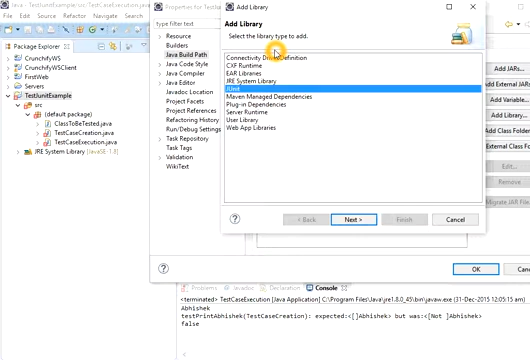 Java - TestCase/src/TestCaseExecution.java
File Edit Source Refactor Navigate Search
Package Explorer
CrunchifyWS
CrunchifyWSClient
FirstWeb
Servers
TestJunitExample
src
(default package)
ClassToBeTested.java
TestCaseCreation.java
TestCaseExecution.java
JRE System Library [JavaSE-1.8]
Properties for TestJun
type filter text
Resource
Builders
Java Build Path
Java Code Style
Java Compiler
Java Editor
Javadoc Location
Project Facets
Project References
Refactoring History
Run/Debug Settings
Task Repository
Task Tags
Validation
WikiText
Add Library
Add Library
Select the library type to add.
Connectivity Driver Definition
CXF Runtime
EAR Libraries
JRE System Library
JUnit
Maven Managed Dependencies
Plug-in Dependencies
Server Runtime
User Library
Web App Libraries
< Back
Next >
Finish
Cancel
Add JARs...
Add External JARs
Add Variable...
Add Library...
Add Class Folder
External Class Fo
Edit...
Remove
Migrate JAR File
OK
Canc
Problems @ Javadoc Declaration Console
<terminated> TestCaseExecution [Java Application] C:\Program Files\Java\jre1.8.0_45\bin\javaw.exe (31-Dec-2015 12:05:15 am)
Abhishek
testPrintAbhishek(TestCaseCreation): expected:<[]Abhishek> but was:<[Not ]Abhishek>
false